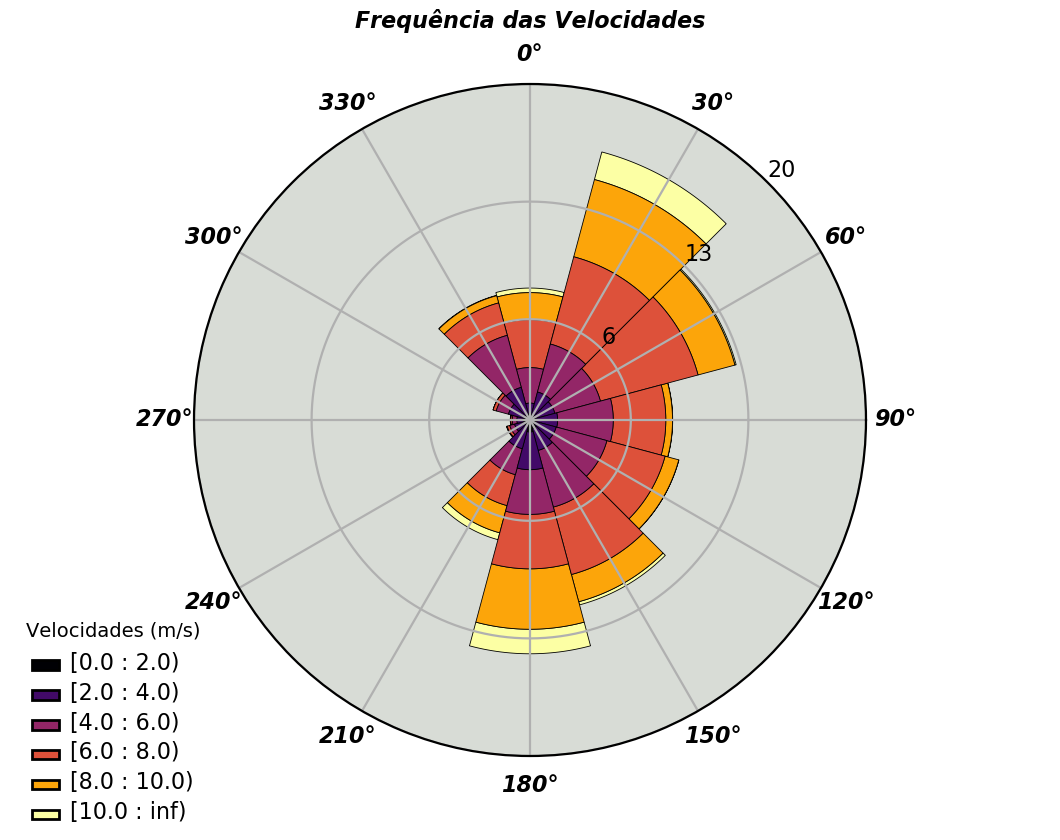 Frequência das Velocidades
0°
330°
30°
20
300°
60°
13
6
270°
90°
240°
120°
210°
150°
180°
Velocidades (m/s)
[0.0 : 2.0)
[2.0 : 4.0)
[4.0 : 6.0)
[6.0 : 8.0)
[8.0 : 10.0)
[10.0 : inf)